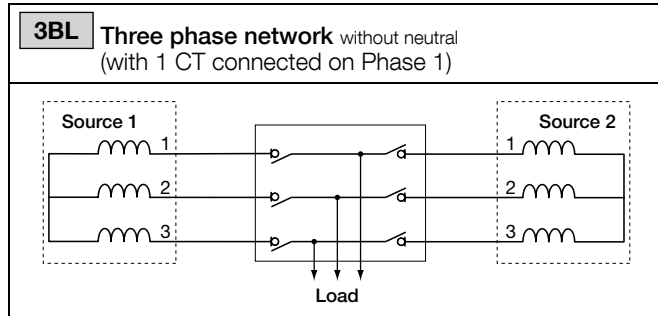 3BL Three phase network without neutral
(with 1 CT connected on Phase 1)
Source 1 Source 2
1 1
2 2
3 3
Load